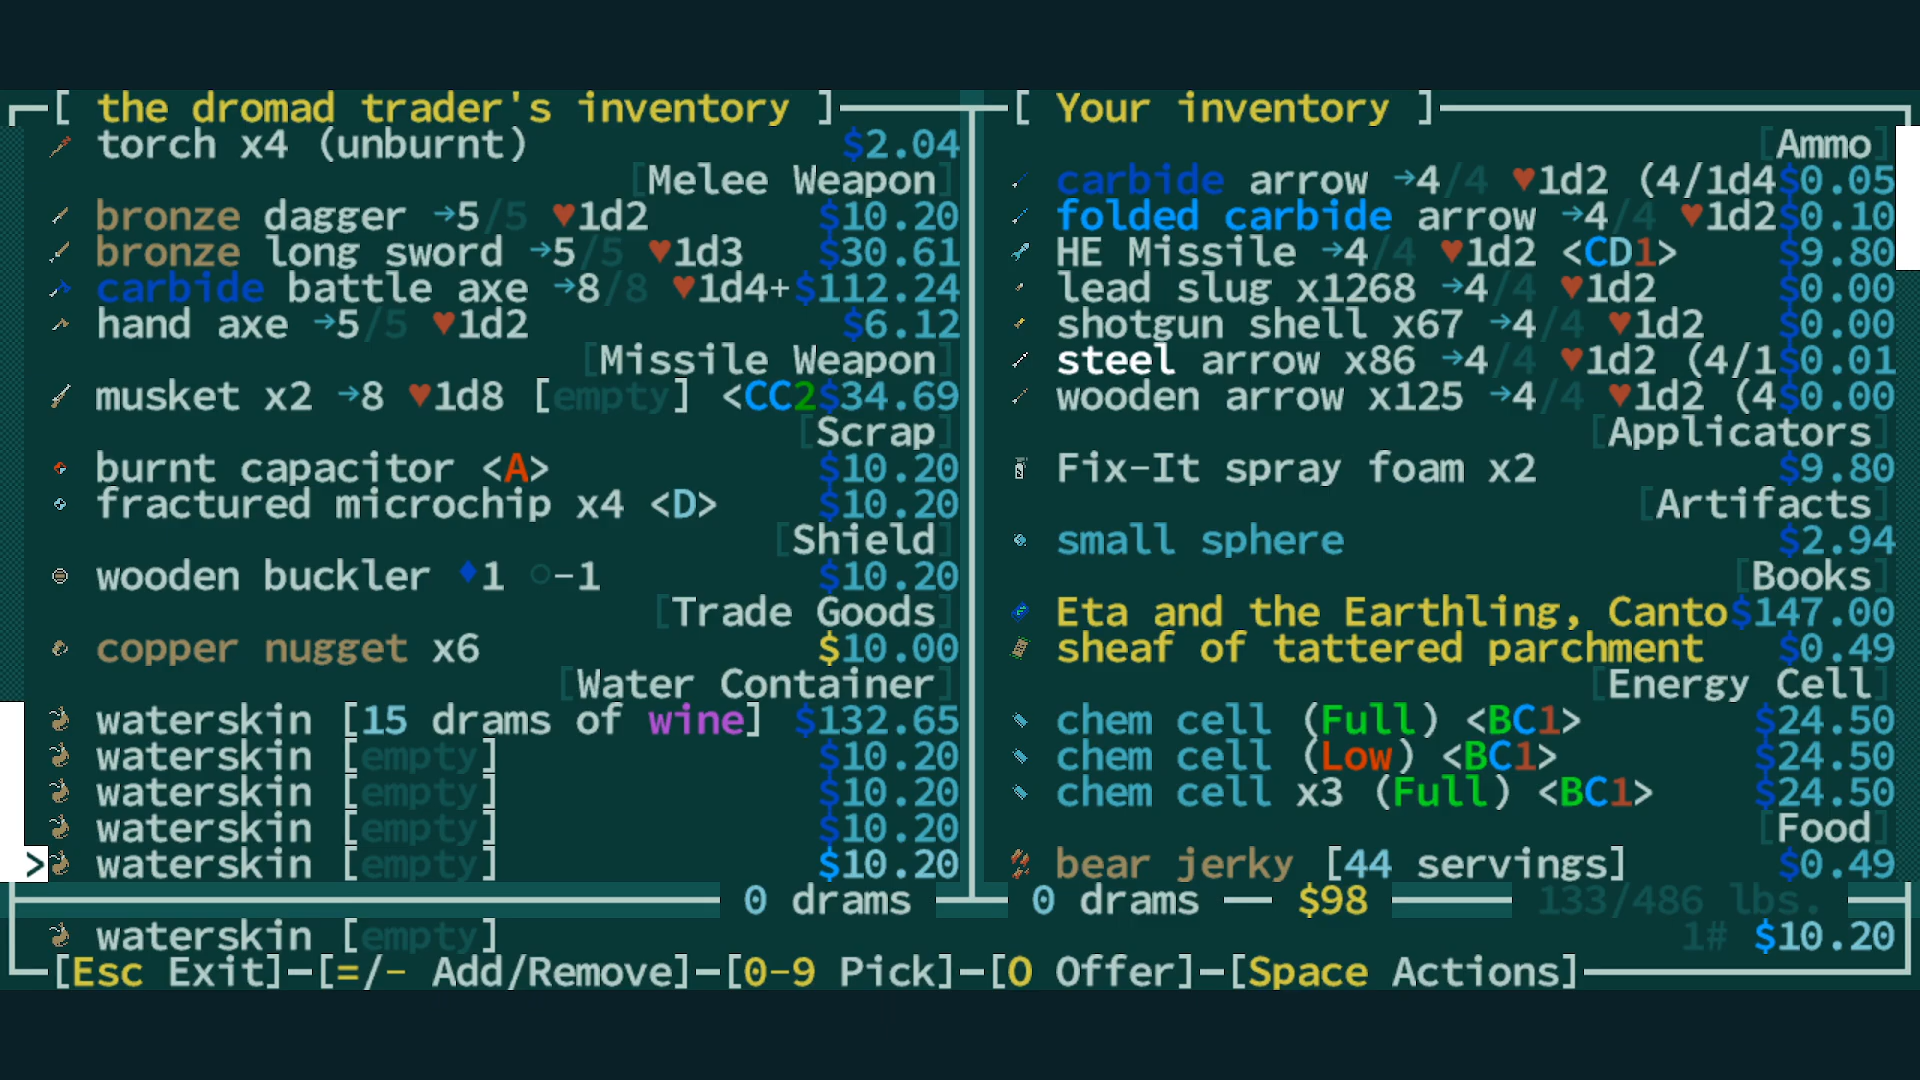 [ the dromad trader's inventory ]
torch x4 (unburnt) $2.04
[Melee Weapon]
bronze dagger →5/5 ♥1d2 $10.20
bronze long sword →5/5 ♥1d3 $30.61
carbide battle axe →8/8 ♥1d4+$112.24
hand axe →5/5 ♥1d2 $6.12
[Missile Weapon]
musket x2 →8 ♥1d8 [empty] <CC2$34.69
[Scrap]
burnt capacitor <A> $10.20
fractured microchip x4 <D> $10.20
[Shield]
wooden buckler ♦1 ○-1 $10.20
[Trade Goods]
copper nugget x6 $10.00
[Water Container]
waterskin [15 drams of wine] $132.65
waterskin [empty] $10.20
waterskin [empty] $10.20
waterskin [empty] $10.20
> waterskin [empty] $10.20
[ Your inventory ]
[Ammo]
carbide arrow →4/4 ♥1d2 (4/1d4$0.05
folded carbide arrow →4/4 ♥1d2$0.10
HE Missile →4/4 ♥1d2 <CD1> $9.80
lead slug x1268 →4/4 ♥1d2 $0.00
shotgun shell x67 →4/4 ♥1d2 $0.00
steel arrow x86 →4/4 ♥1d2 (4/1$0.01
wooden arrow x125 →4/4 ♥1d2 (4$0.00
[Applicators]
Fix-It spray foam x2 $9.80
[Artifacts]
small sphere $2.94
[Books]
Eta and the Earthling, Canto$147.00
sheaf of tattered parchment $0.49
[Energy Cell]
chem cell (Full) <BC1> $24.50
chem cell (Low) <BC1> $24.50
chem cell x3 (Full) <BC1> $24.50
[Food]
bear jerky [44 servings] $0.49
0 drams 0 drams — $98 133/486 lbs.
waterskin [empty] 1# $10.20
[Esc Exit]-[=/- Add/Remove]-[0-9 Pick]-[O Offer]-[Space Actions]